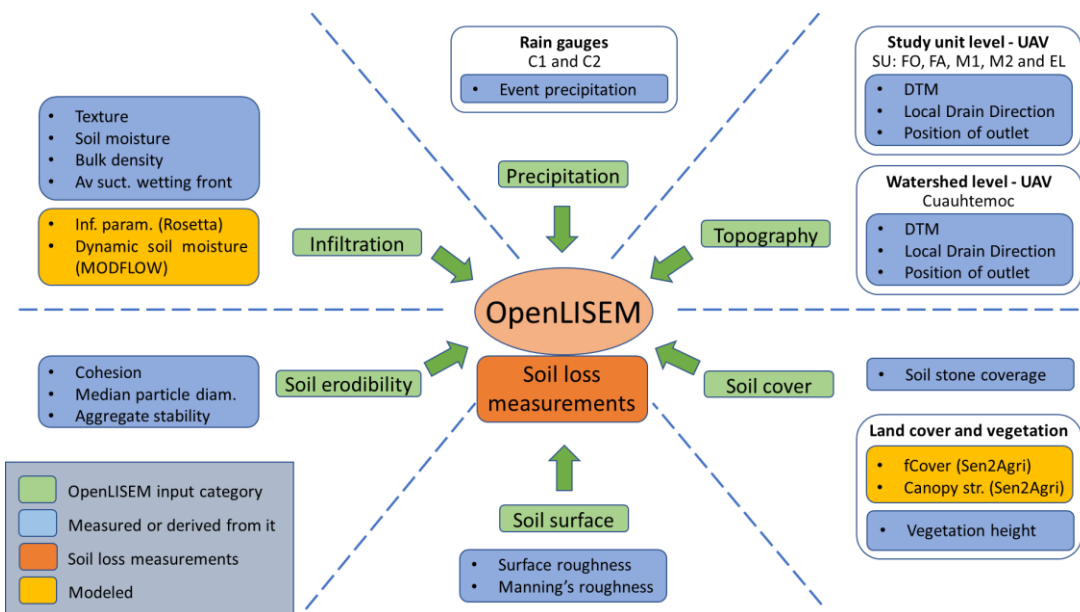 Rain gauges
C1 and C2
• Event precipitation
Study unit level - UAV
SU: FO, FA, M1, M2 and EL
• DTM
• Local Drain Direction
• Position of outlet
Watershed level - UAV
Cuauhtemoc
• DTM
• Local Drain Direction
• Position of outlet
• Texture
• Soil moisture
• Bulk density
• Av suct. wetting front
• Inf. param. (Rosetta)
• Dynamic soil moisture
(MODFLOW)
Precipitation
Infiltration
Topography
OpenLISEM
Soil loss
measurements
• Cohesion
• Median particle diam.
• Aggregate stability
Soil erodibility
Soil cover
• Soil stone coverage
Land cover and vegetation
• fCover (Sen2Agri)
• Canopy str. (Sen2Agri)
• Vegetation height
Soil surface
• Surface roughness
• Manning's roughness
OpenLISEM input category
Measured or derived from it
Soil loss measurements
Modeled